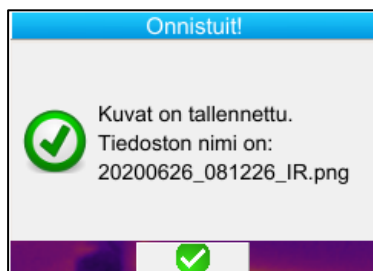 Onnistuit!
Kuvat on tallennettu.
Tiedoston nimi on:
20200626_081226_IR.png